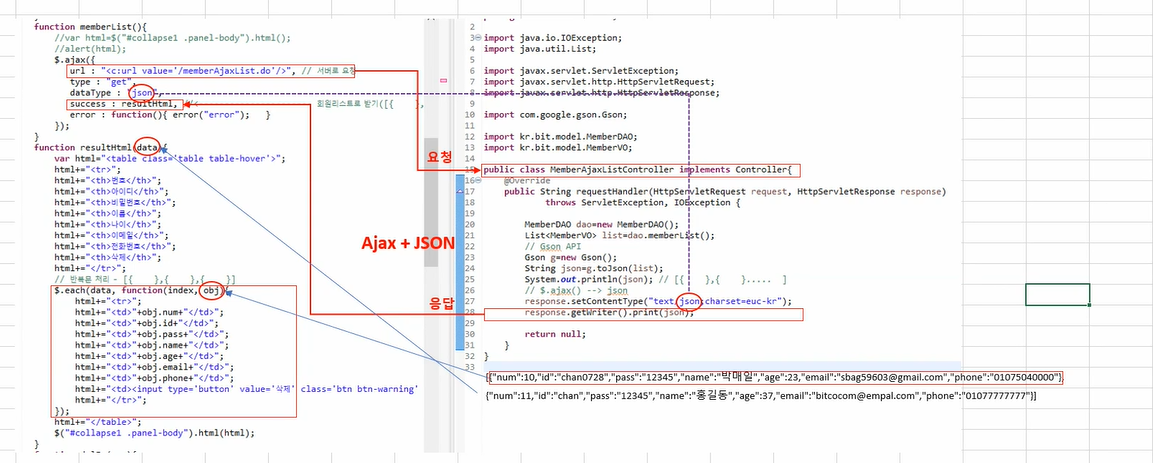 function memberList(){
//var html=$("#collapse1 .panel-body").html();
//alert(html);
$.ajax({
url : "<c:url value='/memberAjaxList.do'/>", // 서버로 요청
type : "get",
dataType : "json",
success : resultHtml, 회원리스트로 받기([{ },
error : function(){ error("error"); }
});
}
function resultHtml(data){
var html="<table class='table table-hover'>";
html+="<tr>";
html+="<th>번호</th>";
html+="<th>아이디</th>";
html+="<th>비밀번호</th>";
html+="<th>이름</th>";
html+="<th>나이</th>";
html+="<th>이메일</th>";
html+="<th>전화번호</th>";
html+="<th>삭제</th>";
html+="</tr>";
// 반복문 처리 - [{ },{ },{ }]
$.each(data, function(index, obj){
html+="<tr>";
html+="<td>"+obj.num+"</td>";
html+="<td>"+obj.id+"</td>";
html+="<td>"+obj.pass+"</td>";
html+="<td>"+obj.name+"</td>";
html+="<td>"+obj.age+"</td>";
html+="<td>"+obj.email+"</td>";
html+="<td>"+obj.phone+"</td>";
html+="<td><input type='button' value='삭제' class='btn btn-warning'
html+="</tr>";
});
html+="</table>";
$("#collapse1 .panel-body").html(html);
}
요청
Ajax + JSON
응답
2
3 import java.io.IOException;
4 import java.util.List;
5
6 import javax.servlet.ServletException;
7 import javax.servlet.http.HttpServletRequest;
8 import javax.servlet.http.HttpServletResponse;
9
10 import com.google.gson.Gson;
11
12 import kr.bit.model.MemberDAO;
13 import kr.bit.model.MemberVO;
14
15 public class MemberAjaxListController implements Controller{
16 @Override
17 public String requestHandler(HttpServletRequest request, HttpServletResponse response)
18 throws ServletException, IOException {
19
20 MemberDAO dao=new MemberDAO();
21 List<MemberVO> list=dao.memberList();
22 // Gson API
23 Gson g=new Gson();
24 String json=g.toJson(list);
25 System.out.println(json); // [{ },{ }..... ]
26 // $.ajax() --> json
27 response.setContentType("text/json;charset=euc-kr");
28 response.getWriter().print(json);
29
30 return null;
31 }
32 }
33
[{"num":10,"id":"chan0728","pass":"12345","name":"박매일","age":23,"email":"sbag59603@gmail.com","phone":"01075040000"},
{"num":11,"id":"chan","pass":"12345","name":"홍길동","age":37,"email":"bitcocom@empal.com","phone":"01077777777"}]